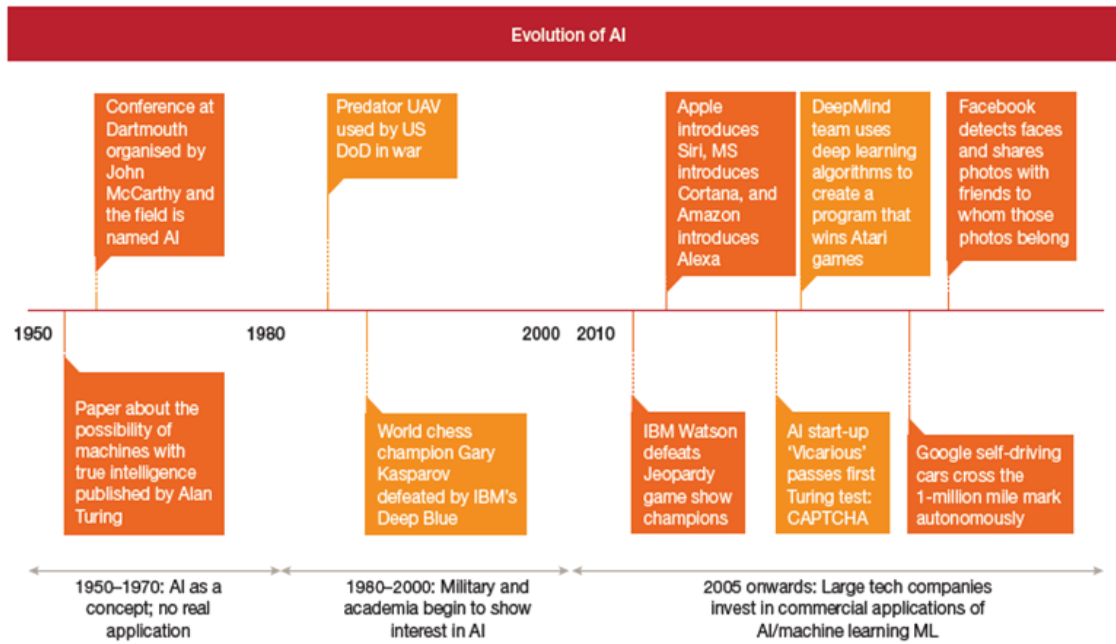 Evolution of AI
Conference at
Dartmouth
organised by
John
McCarthy and
the field is
named AI
Predator UAV
used by US
DoD in war
Apple
introduces
Siri, MS
introduces
Cortana, and
Amazon
introduces
Alexa
DeepMind
team uses
deep learning
algorithms to
create a
program that
wins Atari
games
Facebook
detects faces
and shares
photos with
friends to
whom those
photos belong
1950
1980
2000
2010
Paper about the
possibility of
machines with
true intelligence
published by Alan
Turing
World chess
champion Gary
Kasparov
defeated by IBM's
Deep Blue
IBM Watson
defeats
Jeopardy
game show
champions
AI start-up
'Vicarious'
passes first
Turing test:
CAPTCHA
Google self-driving
cars cross the
1-million mile mark
autonomously
1950–1970: AI as a
concept; no real
application
1980–2000: Military and
academia begin to show
interest in AI
2005 onwards: Large tech companies
invest in commercial applications of
AI/machine learning ML